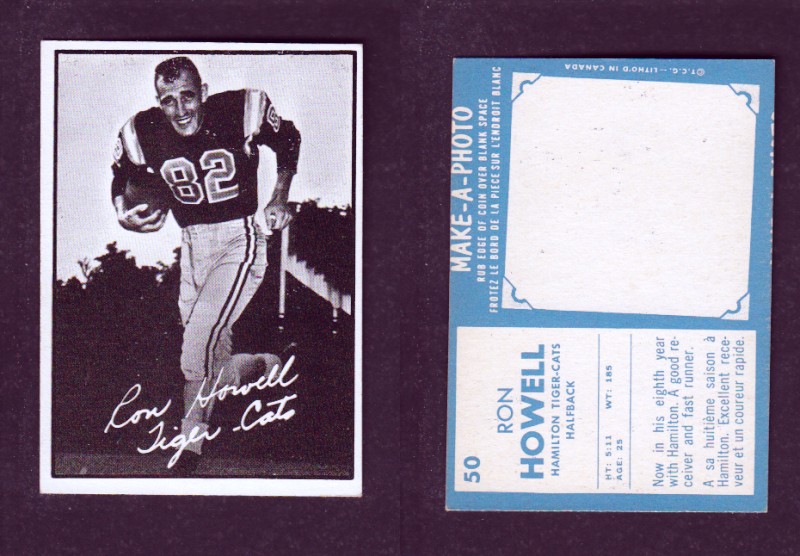 82
Ron Howell
Tiger-Cats
©T.C.G.—LITHO'D IN CANADA
MAKE-A-PHOTO
RUB EDGE OF COIN OVER BLANK SPACE
FROTEZ LE BORD DE LA PIECE SUR L'ENDROIT BLANC
50
RON
HOWELL
HAMILTON TIGER-CATS
HALFBACK
HT: 5:11 WT: 185
AGE: 25
Now in his eighth year
with Hamilton. A good re-
ceiver and fast runner.
A sa huitième saison à
Hamilton. Excellent rece-
veur et un coureur rapide.